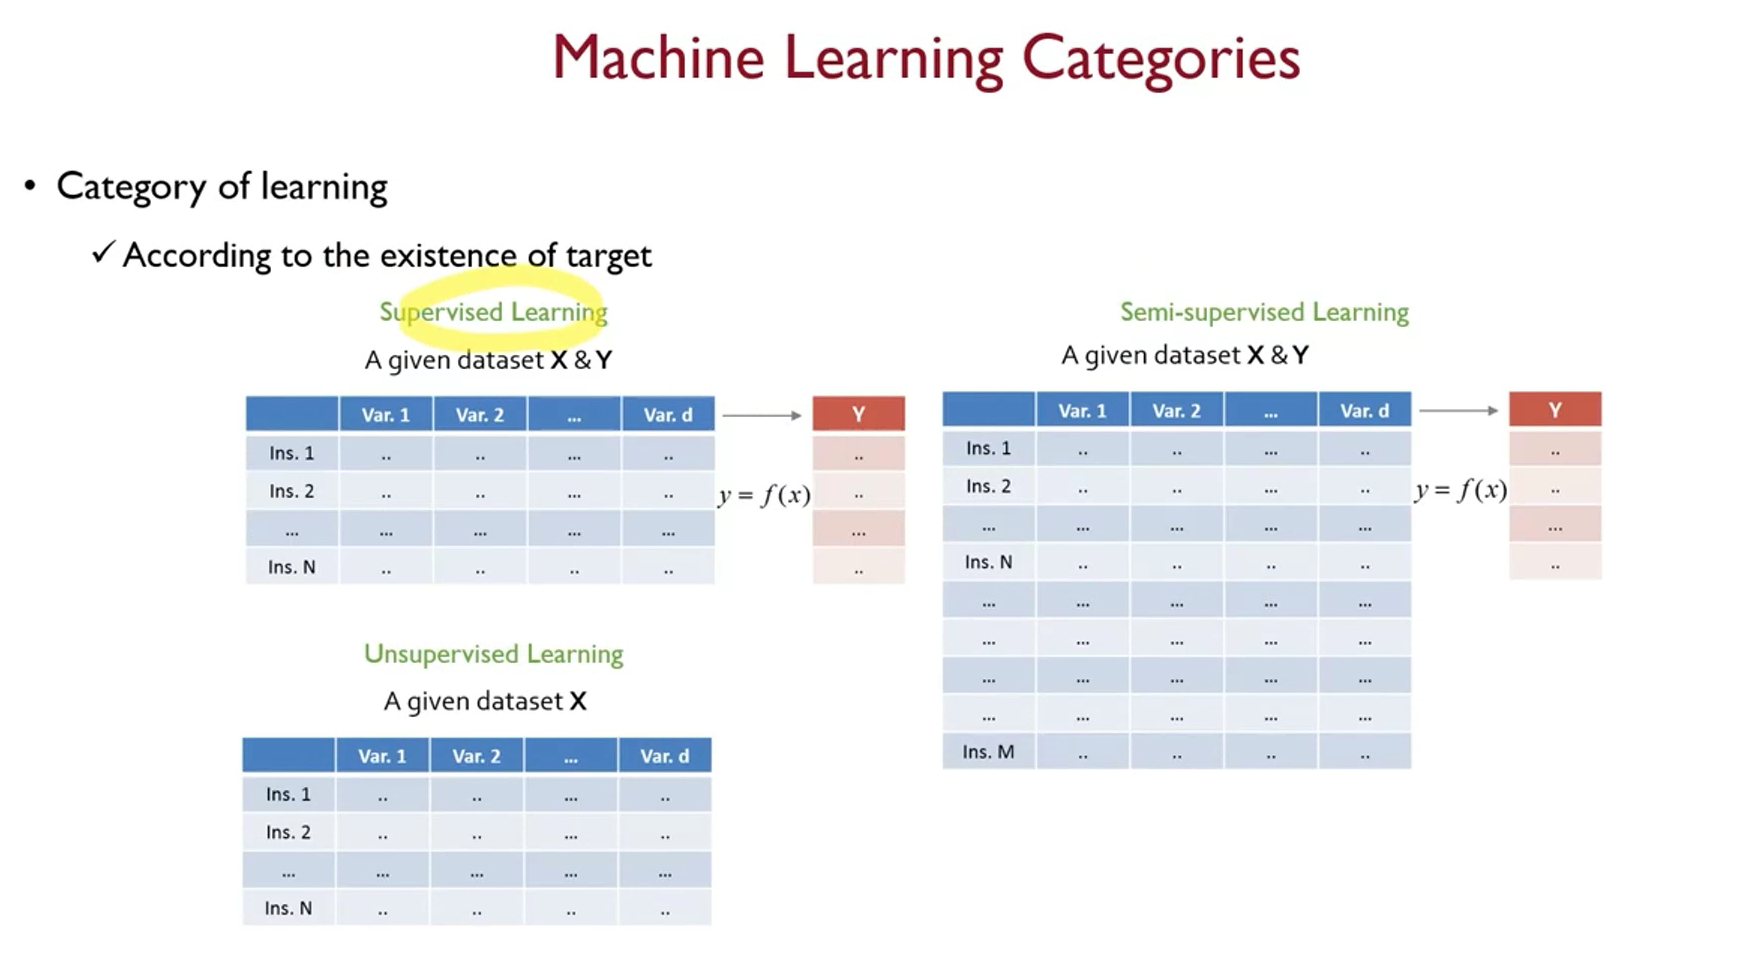 Machine Learning Categories
• Category of learning
✓ According to the existence of target
Supervised Learning
A given dataset X & Y
Var. 1 Var. 2 ... Var. d Y
Ins. 1 .. .. ... .. ..
Ins. 2 .. .. ... .. y = f(x) ..
... ... ... ... ... ...
Ins. N .. .. .. .. ..
Unsupervised Learning
A given dataset X
Var. 1 Var. 2 ... Var. d
Ins. 1 .. .. ... ..
Ins. 2 .. .. ... ..
... ... ... ... ...
Ins. N .. .. .. ..
Semi-supervised Learning
A given dataset X & Y
Var. 1 Var. 2 ... Var. d Y
Ins. 1 .. .. ... .. ..
Ins. 2 .. .. ... .. y = f(x) ..
... ... ... ... ... ...
Ins. N .. .. .. .. ..
... ... ... ... ...
... ... ... ... ...
... ... ... ... ...
... ... ... ... ...
Ins. M .. .. .. ..